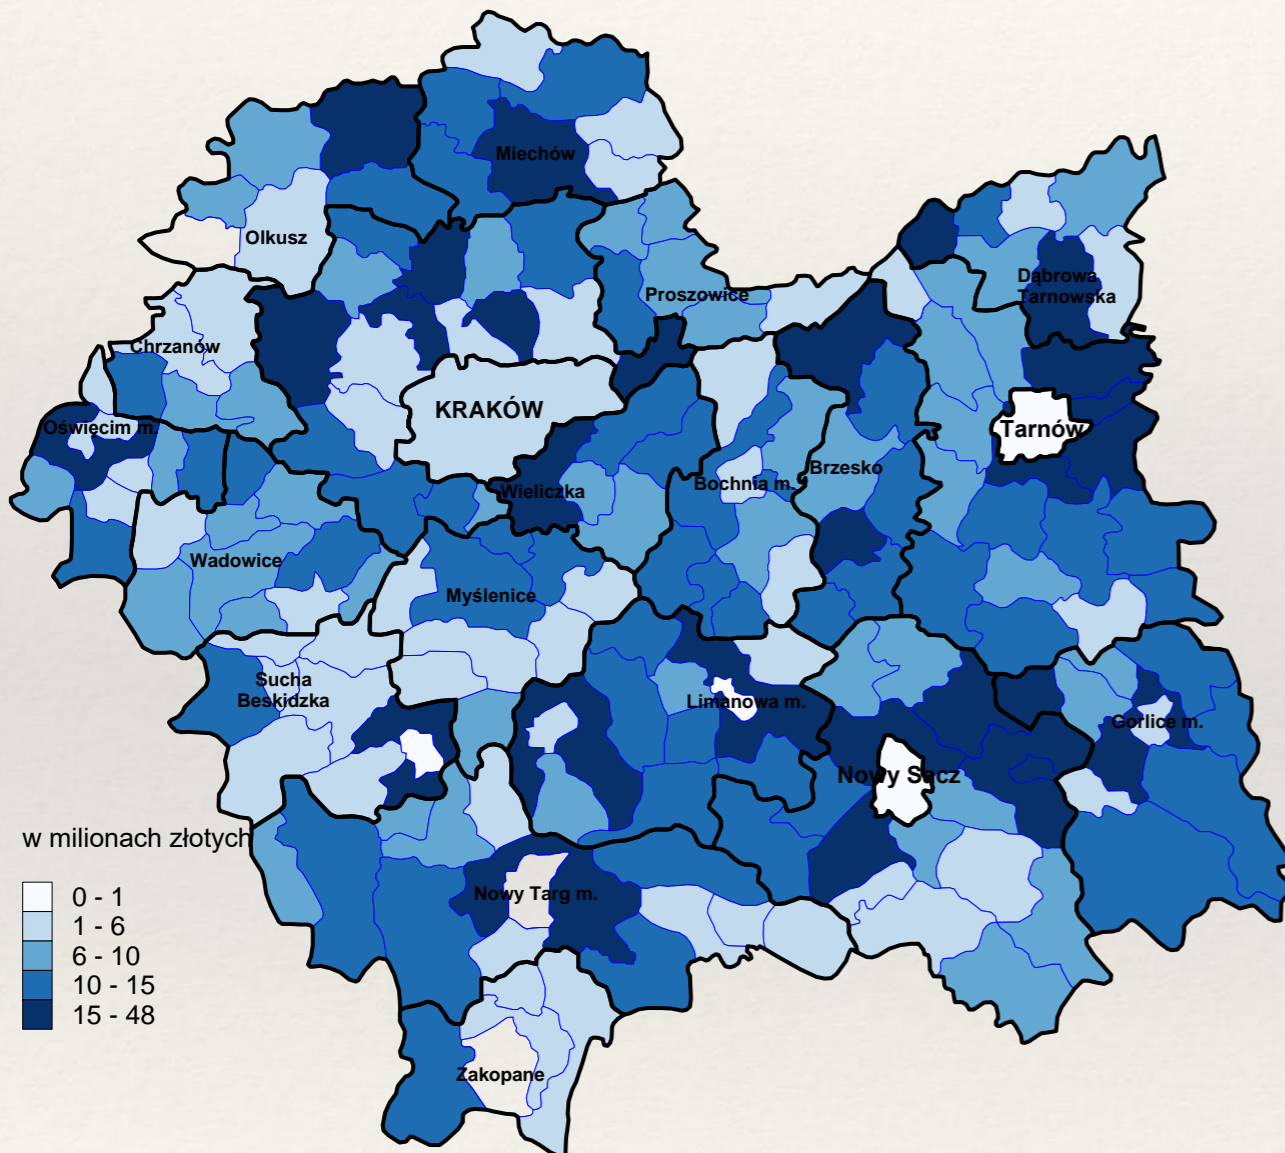 Miechów
Olkusz
Dąbrowa
Tarnowska
Proszowice
Chrzanów
KRAKÓW
Oświęcim m.
Tarnów
Brzesko
Bochnia m.
Wieliczka
Wadowice
Myślenice
Sucha
Beskidzka
Limanowa m.
Gorlice m.
Nowy Sącz
w milionach złotych
0 - 1
1 - 6
6 - 10
10 - 15
15 - 48
Nowy Targ m.
Zakopane